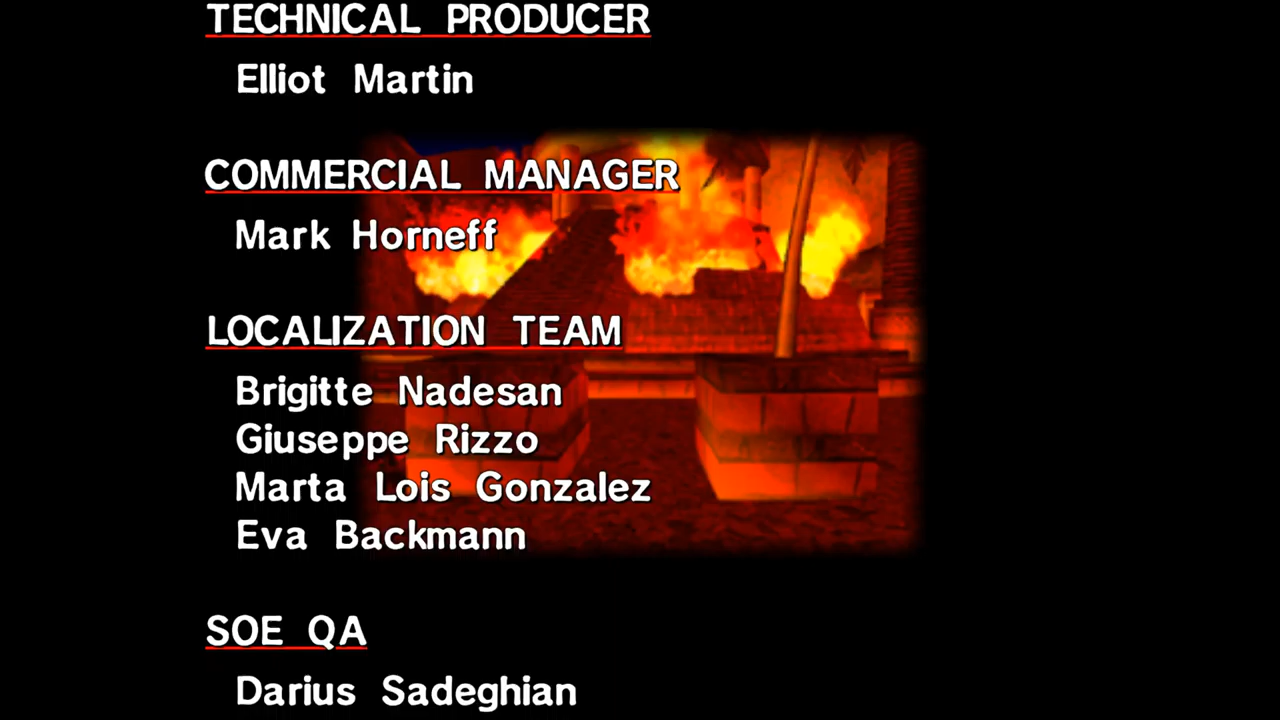 TECHNICAL PRODUCER
Elliot Martin
COMMERCIAL MANAGER
Mark Horneff
LOCALIZATION TEAM
Brigitte Nadesan
Giuseppe Rizzo
Marta Lois Gonzalez
Eva Backmann
SOE QA
Darius Sadeghian